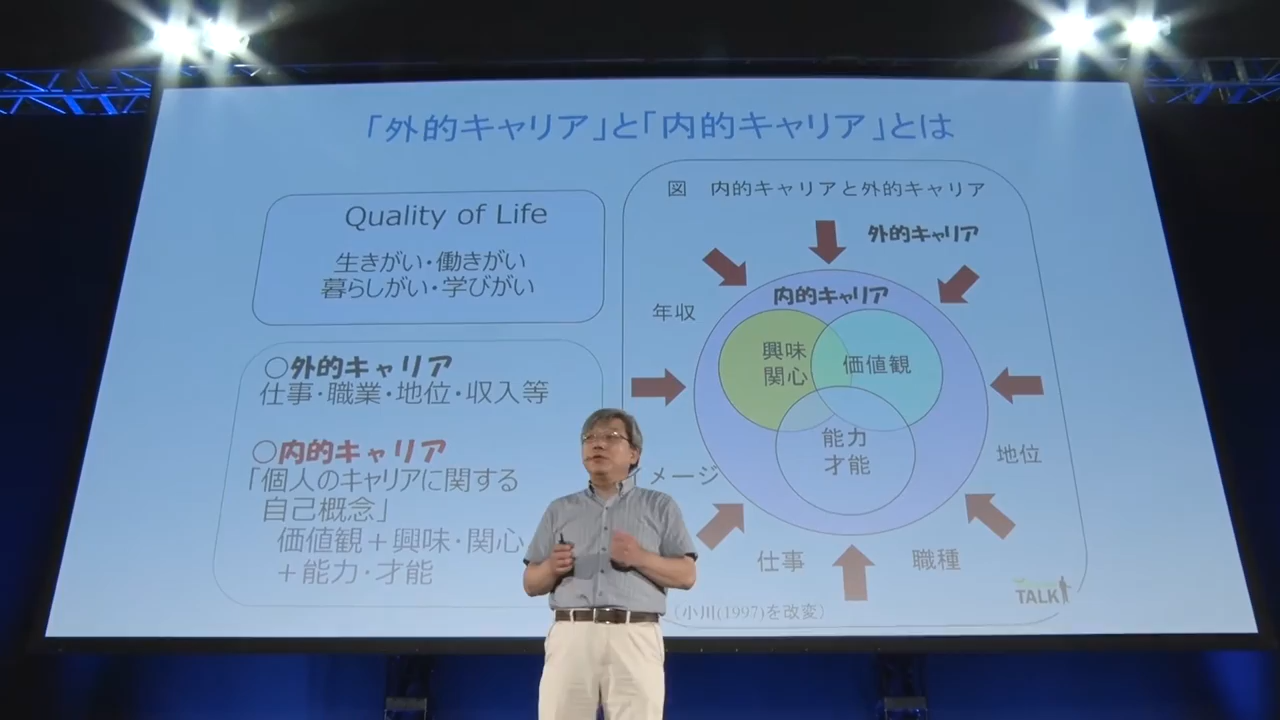 「外的キャリア」と「内的キャリア」とは
Quality of Life
生きがい・働きがい
暮らしがい・学びがい
○外的キャリア
仕事・職業・地位・収入等
○内的キャリア
「個人のキャリアに関する
自己概念」
価値観＋興味・関心
＋能力・才能
図 内的キャリアと外的キャリア
外的キャリア
内的キャリア
年収
興味
関心
価値観
能力
才能
イメージ
地位
仕事
職種
(小川(1997)を改変)
TALK